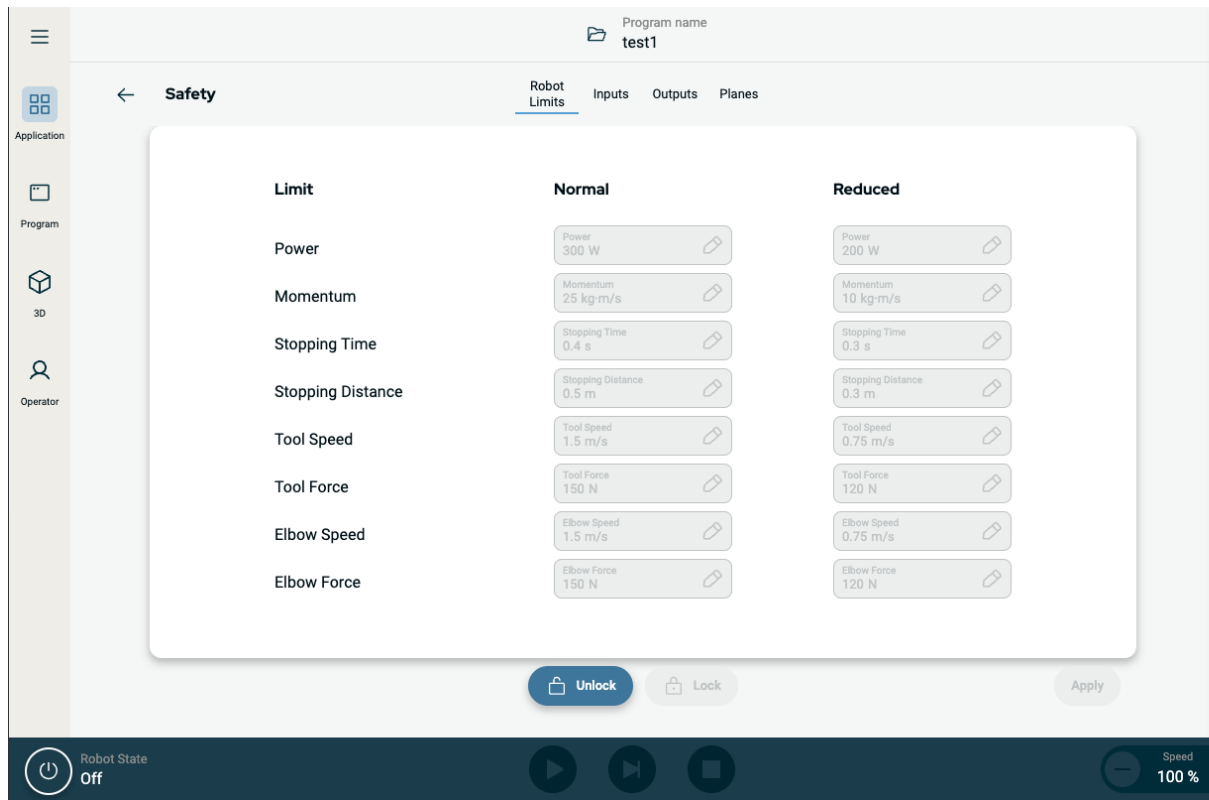 Program name
test1
Safety
Robot
Limits
Inputs
Outputs
Planes
Application
Program
3D
Operator
Limit Normal Reduced
Power
Power
300 W
Power
200 W
Momentum
Momentum
25 kg·m/s
Momentum
10 kg·m/s
Stopping Time
Stopping Time
0.4 s
Stopping Time
0.3 s
Stopping Distance
Stopping Distance
0.5 m
Stopping Distance
0.3 m
Tool Speed
Tool Speed
1.5 m/s
Tool Speed
0.75 m/s
Tool Force
Tool Force
150 N
Tool Force
120 N
Elbow Speed
Elbow Speed
1.5 m/s
Elbow Speed
0.75 m/s
Elbow Force
Elbow Force
150 N
Elbow Force
120 N
Unlock
Lock
Apply
Robot State
Off
Speed
100 %